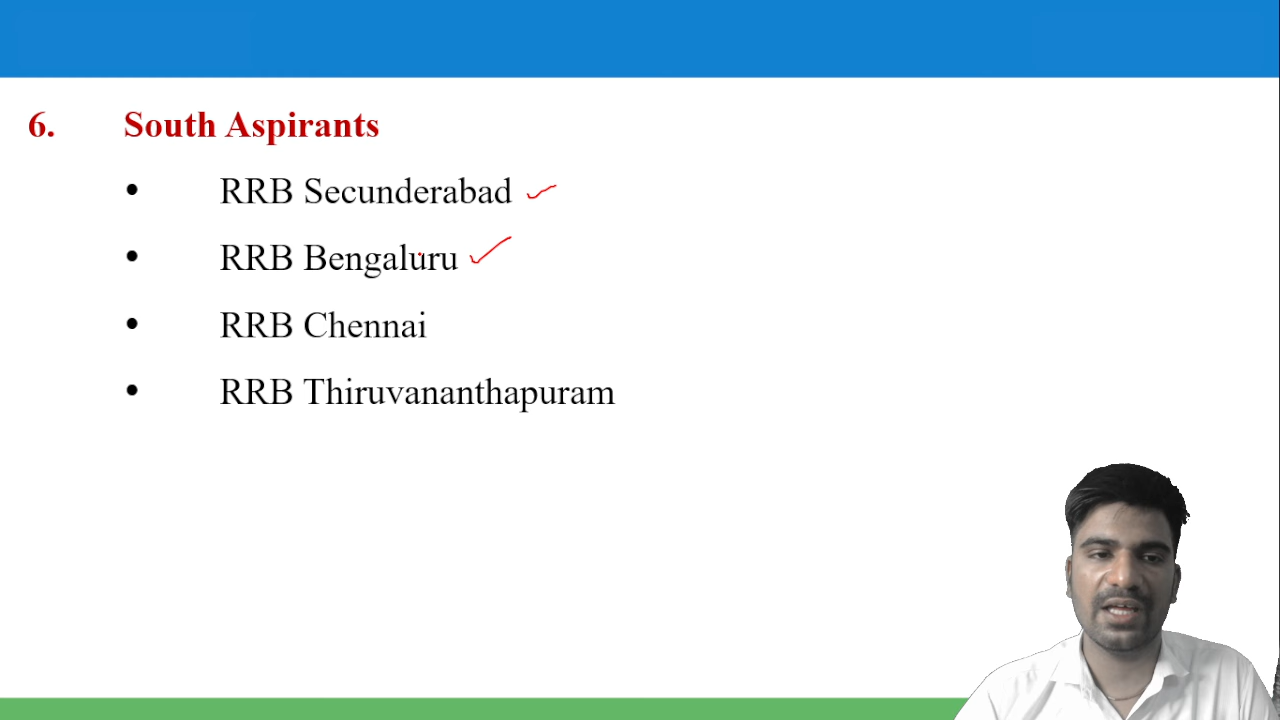 6. South Aspirants
• RRB Secunderabad
• RRB Bengaluru
• RRB Chennai
• RRB Thiruvananthapuram